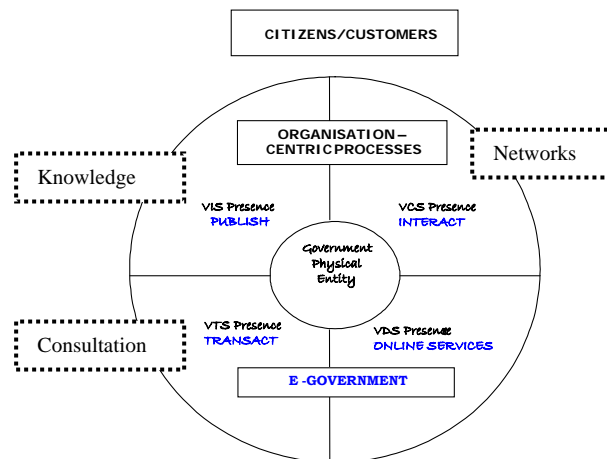 CITIZENS/CUSTOMERS
ORGANISATION–
CENTRIC PROCESSES
Networks
Knowledge
VIS Presence
PUBLISH
VCS Presence
INTERACT
Government
Physical
Entity
Consultation
VTS Presence
TRANSACT
VDS Presence
ONLINE SERVICES
E -GOVERNMENT